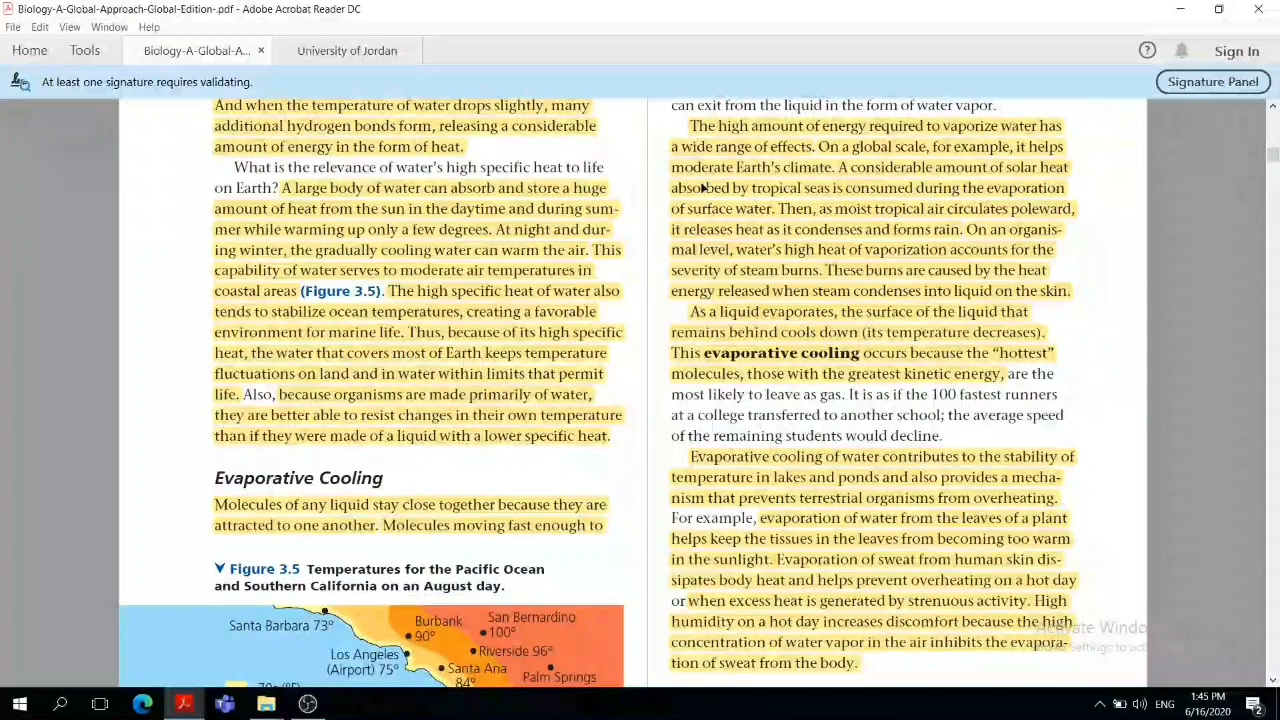 Biology-A-Global-Approach-Global-Edition-.pdf - Adobe Acrobat Reader DC
File Edit View Window Help
Home Tools Biology-A-Global-A... × University of Jordan Sign In
At least one signature requires validating. Signature Panel
And when the temperature of water drops slightly, many
additional hydrogen bonds form, releasing a considerable
amount of energy in the form of heat.
What is the relevance of water's high specific heat to life
on Earth? A large body of water can absorb and store a huge
amount of heat from the sun in the daytime and during sum-
mer while warming up only a few degrees. At night and dur-
ing winter, the gradually cooling water can warm the air. This
capability of water serves to moderate air temperatures in
coastal areas (Figure 3.5). The high specific heat of water also
tends to stabilize ocean temperatures, creating a favorable
environment for marine life. Thus, because of its high specific
heat, the water that covers most of Earth keeps temperature
fluctuations on land and in water within limits that permit
life. Also, because organisms are made primarily of water,
they are better able to resist changes in their own temperature
than if they were made of a liquid with a lower specific heat.
Evaporative Cooling
Molecules of any liquid stay close together because they are
attracted to one another. Molecules moving fast enough to
Figure 3.5 Temperatures for the Pacific Ocean
and Southern California on an August day.
Santa Barbara 73°
Burbank
90°
San Bernardino
100°
Los Angeles
(Airport) 75°
Riverside 96°
Santa Ana
84°
Palm Springs
can exit from the liquid in the form of water vapor.
The high amount of energy required to vaporize water has
a wide range of effects. On a global scale, for example, it helps
moderate Earth's climate. A considerable amount of solar heat
absorbed by tropical seas is consumed during the evaporation
of surface water. Then, as moist tropical air circulates poleward,
it releases heat as it condenses and forms rain. On an organis-
mal level, water's high heat of vaporization accounts for the
severity of steam burns. These burns are caused by the heat
energy released when steam condenses into liquid on the skin.
As a liquid evaporates, the surface of the liquid that
remains behind cools down (its temperature decreases).
This evaporative cooling occurs because the "hottest"
molecules, those with the greatest kinetic energy, are the
most likely to leave as gas. It is as if the 100 fastest runners
at a college transferred to another school; the average speed
of the remaining students would decline.
Evaporative cooling of water contributes to the stability of
temperature in lakes and ponds and also provides a mecha-
nism that prevents terrestrial organisms from overheating.
For example, evaporation of water from the leaves of a plant
helps keep the tissues in the leaves from becoming too warm
in the sunlight. Evaporation of sweat from human skin dis-
sipates body heat and helps prevent overheating on a hot day
or when excess heat is generated by strenuous activity. High
humidity on a hot day increases discomfort because the high
concentration of water vapor in the air inhibits the evapora-
tion of sweat from the body.
Activate Windo
ENG
1:45 PM
6/16/2020
2